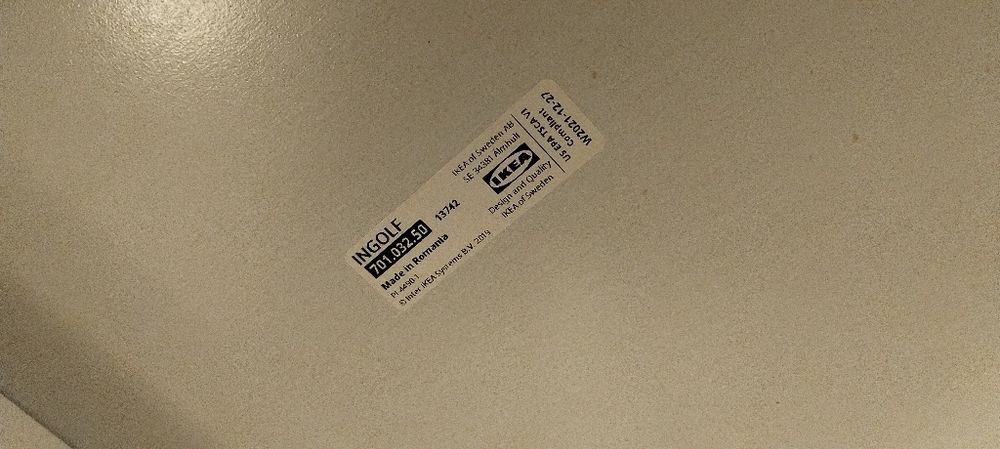 INGOLF
701.032.50 13742
Made in Romania
PI 4490-1
© Inter IKEA Systems B.V. 2019
IKEA of Sweden AB
SE 34381 Älmhult
IKEA
Design and Quality
IKEA of Sweden
US EPA TSCA VI
compliant
W2021-12-27